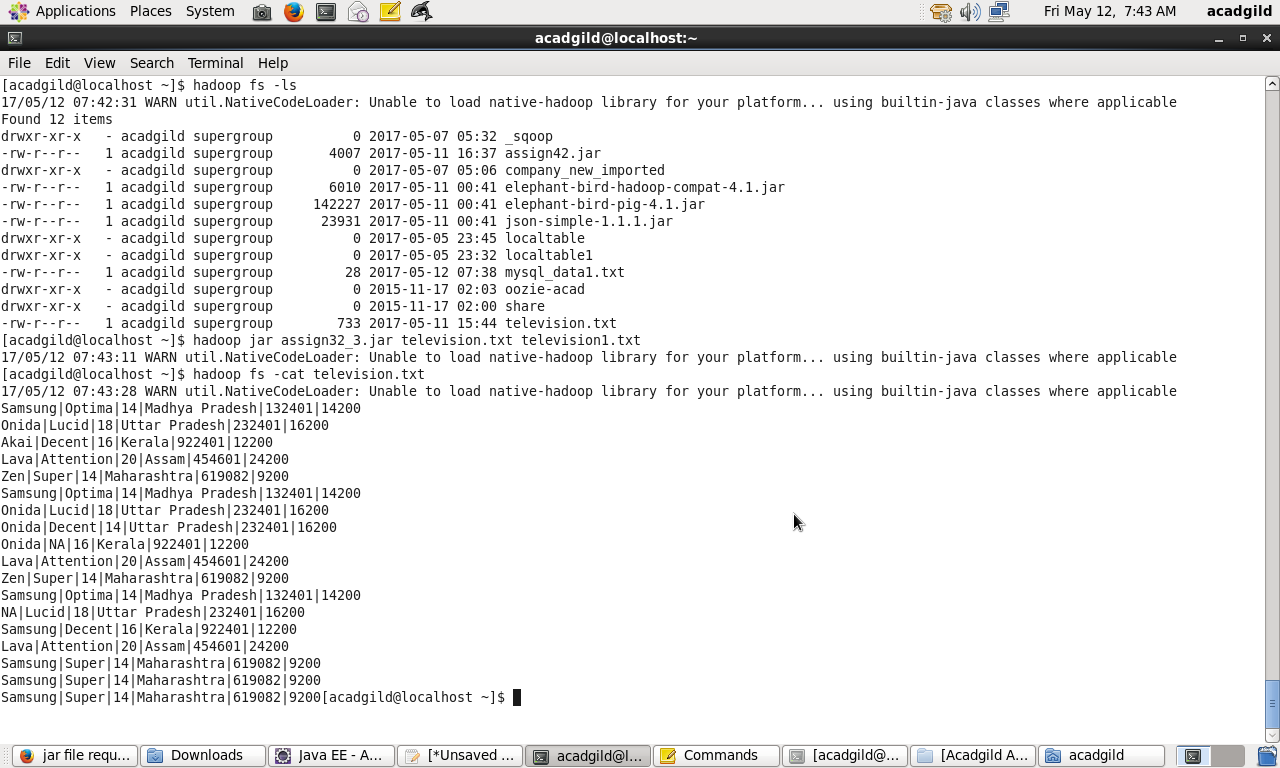 Applications Places System Fri May 12, 7:43 AM acadgild
acadgild@localhost:~
File Edit View Search Terminal Help
[acadgild@localhost ~]$ hadoop fs -ls
17/05/12 07:42:31 WARN util.NativeCodeLoader: Unable to load native-hadoop library for your platform... using builtin-java classes where applicable
Found 12 items
drwxr-xr-x   - acadgild supergroup          0 2017-05-07 05:32 _sqoop
-rw-r--r--   1 acadgild supergroup       4007 2017-05-11 16:37 assign42.jar
drwxr-xr-x   - acadgild supergroup          0 2017-05-07 05:06 company_new_imported
-rw-r--r--   1 acadgild supergroup       6010 2017-05-11 00:41 elephant-bird-hadoop-compat-4.1.jar
-rw-r--r--   1 acadgild supergroup     142227 2017-05-11 00:41 elephant-bird-pig-4.1.jar
-rw-r--r--   1 acadgild supergroup      23931 2017-05-11 00:41 json-simple-1.1.1.jar
drwxr-xr-x   - acadgild supergroup          0 2017-05-05 23:45 localtable
drwxr-xr-x   - acadgild supergroup          0 2017-05-05 23:32 localtable1
-rw-r--r--   1 acadgild supergroup         28 2017-05-12 07:38 mysql_data1.txt
drwxr-xr-x   - acadgild supergroup          0 2015-11-17 02:03 oozie-acad
drwxr-xr-x   - acadgild supergroup          0 2015-11-17 02:00 share
-rw-r--r--   1 acadgild supergroup        733 2017-05-11 15:44 television.txt
[acadgild@localhost ~]$ hadoop jar assign32_3.jar television.txt television1.txt
17/05/12 07:43:11 WARN util.NativeCodeLoader: Unable to load native-hadoop library for your platform... using builtin-java classes where applicable
[acadgild@localhost ~]$ hadoop fs -cat television.txt
17/05/12 07:43:28 WARN util.NativeCodeLoader: Unable to load native-hadoop library for your platform... using builtin-java classes where applicable
Samsung|Optima|14|Madhya Pradesh|132401|14200
Onida|Lucid|18|Uttar Pradesh|232401|16200
Akai|Decent|16|Kerala|922401|12200
Lava|Attention|20|Assam|454601|24200
Zen|Super|14|Maharashtra|619082|9200
Samsung|Optima|14|Madhya Pradesh|132401|14200
Onida|Lucid|18|Uttar Pradesh|232401|16200
Onida|Decent|14|Uttar Pradesh|232401|16200
Onida|NA|16|Kerala|922401|12200
Lava|Attention|20|Assam|454601|24200
Zen|Super|14|Maharashtra|619082|9200
Samsung|Optima|14|Madhya Pradesh|132401|14200
NA|Lucid|18|Uttar Pradesh|232401|16200
Samsung|Decent|16|Kerala|922401|12200
Lava|Attention|20|Assam|454601|24200
Samsung|Super|14|Maharashtra|619082|9200
Samsung|Super|14|Maharashtra|619082|9200
Samsung|Super|14|Maharashtra|619082|9200[acadgild@localhost ~]$
jar file requ... Downloads Java EE - A... [*Unsaved ... acadgild@l... Commands [acadgild@... [Acadgild A... acadgild